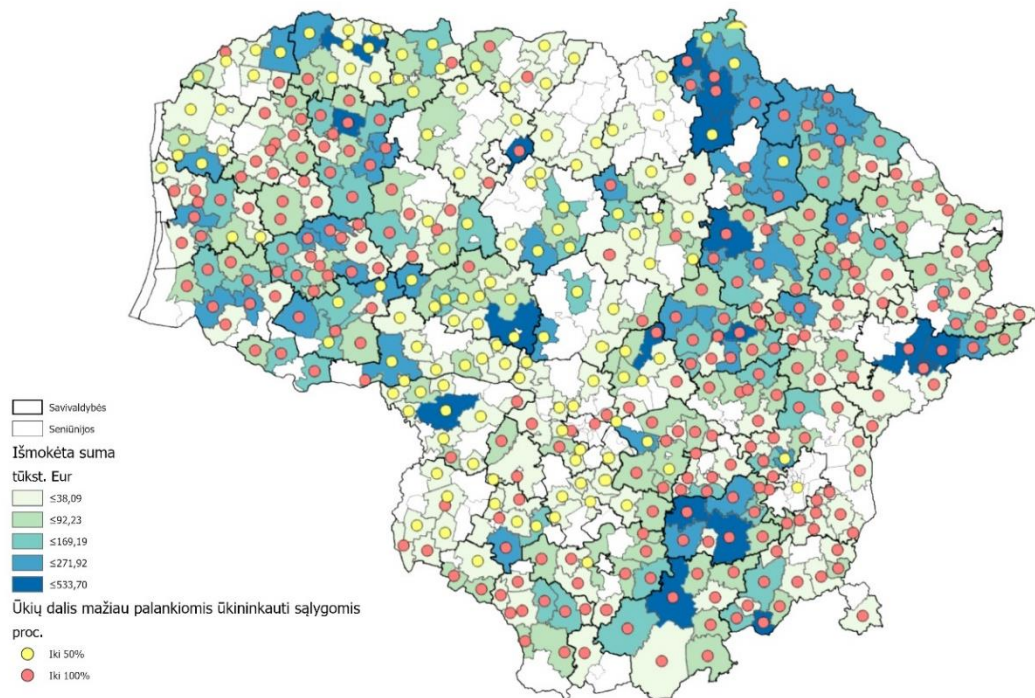 Savivaldybės
Seniūnijos
Išmokėta suma
tūkst. Eur
≤38,09
≤92,23
≤169,19
≤271,92
≤533,70
Ūkių dalis mažiau palankiomis ūkininkauti sąlygomis
proc.
Iki 50%
Iki 100%